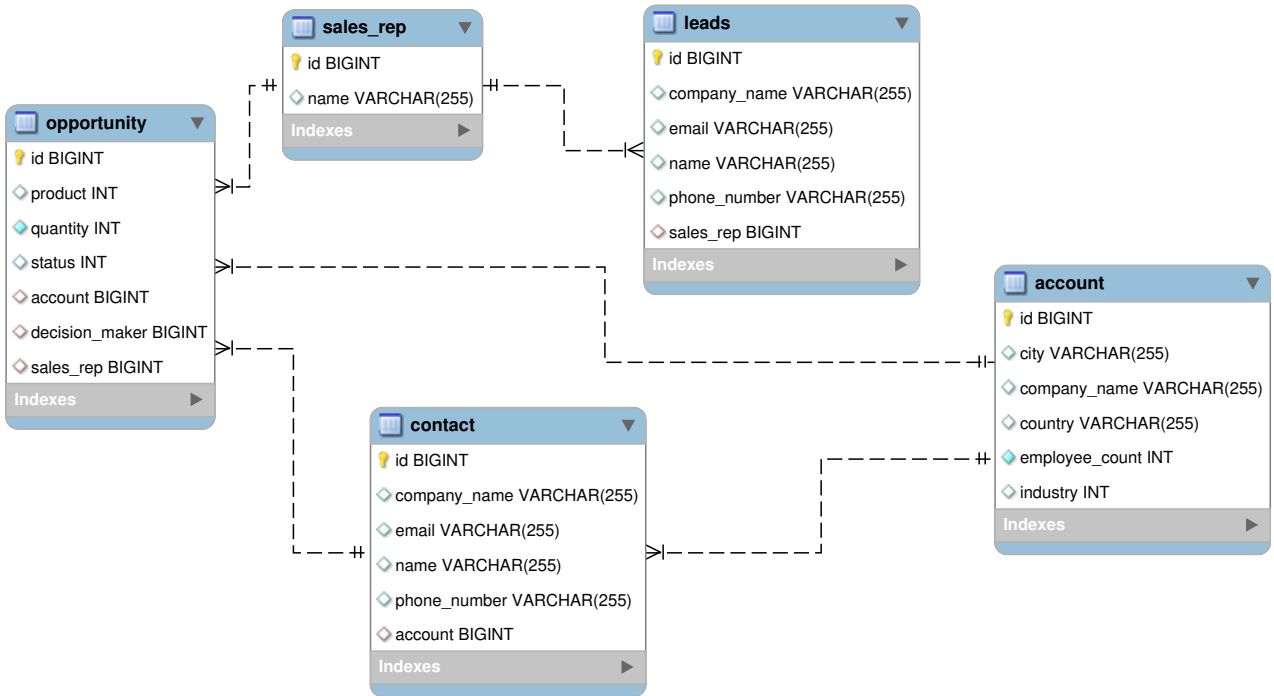 sales_rep
id BIGINT
name VARCHAR(255)
Indexes
leads
id BIGINT
company_name VARCHAR(255)
email VARCHAR(255)
name VARCHAR(255)
phone_number VARCHAR(255)
sales_rep BIGINT
Indexes
opportunity
id BIGINT
product INT
quantity INT
status INT
account BIGINT
decision_maker BIGINT
sales_rep BIGINT
Indexes
account
id BIGINT
city VARCHAR(255)
company_name VARCHAR(255)
country VARCHAR(255)
employee_count INT
industry INT
Indexes
contact
id BIGINT
company_name VARCHAR(255)
email VARCHAR(255)
name VARCHAR(255)
phone_number VARCHAR(255)
account BIGINT
Indexes